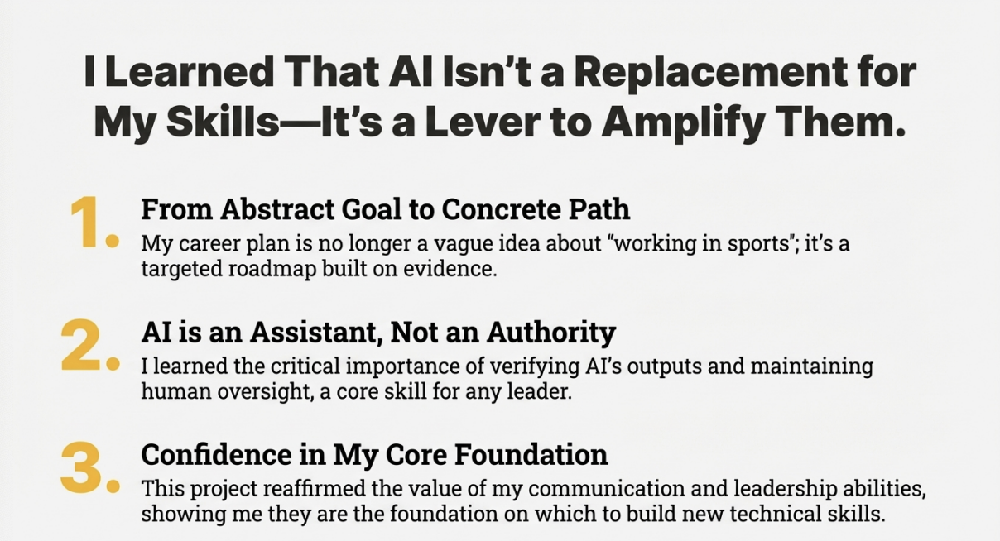 I Learned That AI Isn’t a Replacement for
My Skills—It’s a Lever to Amplify Them.
1. From Abstract Goal to Concrete Path
My career plan is no longer a vague idea about “working in sports”; it’s a
targeted roadmap built on evidence.
2. AI is an Assistant, Not an Authority
I learned the critical importance of verifying AI’s outputs and maintaining
human oversight, a core skill for any leader.
3. Confidence in My Core Foundation
This project reaffirmed the value of my communication and leadership abilities,
showing me they are the foundation on which to build new technical skills.